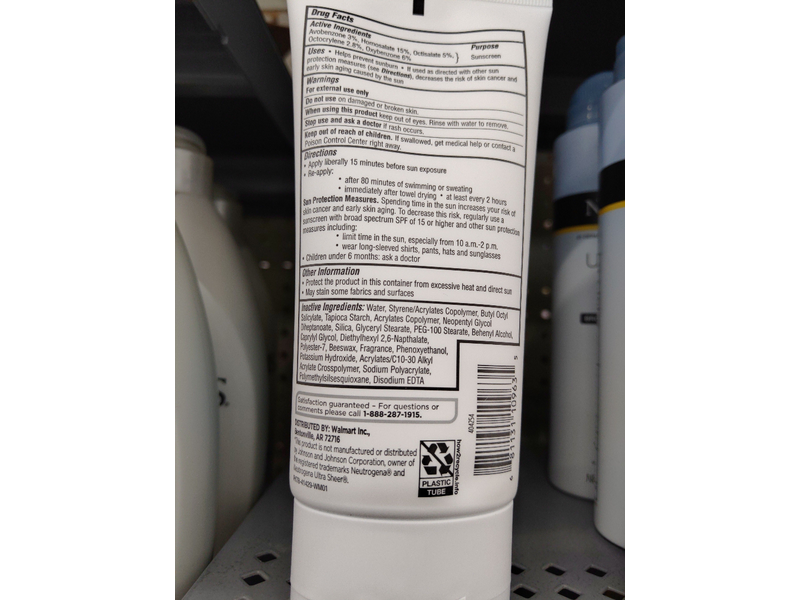 Drug Facts
Active Ingredients
Purpose
Avobenzone 3%, Homosalate 15%, Octisalate 5%,
Octocrylene 2.8%, Oxybenzone 6%
Sunscreen
Uses • Helps prevent sunburn • If used as directed with other sun
protection measures (see Directions), decreases the risk of skin cancer and
early skin aging caused by the sun
Warnings
For external use only
Do not use on damaged or broken skin.
When using this product keep out of eyes. Rinse with water to remove.
Stop use and ask a doctor if rash occurs.
Keep out of reach of children. If swallowed, get medical help or contact a
Poison Control Center right away.
Directions
• Apply liberally 15 minutes before sun exposure
• Re-apply:
• after 80 minutes of swimming or sweating
• immediately after towel drying • at least every 2 hours
Sun Protection Measures. Spending time in the sun increases your risk of
skin cancer and early skin aging. To decrease this risk, regularly use a
sunscreen with broad spectrum SPF of 15 or higher and other sun protective
measures including:
• limit time in the sun, especially from 10 a.m.-2 p.m.
• wear long-sleeved shirts, pants, hats and sunglasses
• Children under 6 months: ask a doctor
Other Information
• Protect the product in this container from excessive heat and direct sun
• May stain some fabrics and surfaces
Inactive Ingredients: Water, Styrene/Acrylates Copolymer, Butyl Octyl
Salicylate, Tapioca Starch, Acrylates Copolymer, Neopentyl Glycol
Diheptanoate, Silica, Glyceryl Stearate, PEG-100 Stearate, Behenyl Alcohol,
Caprylyl Glycol, Diethylhexyl 2,6-Napthalate,
Polyester-7, Beeswax, Fragrance, Phenoxyethanol,
Potassium Hydroxide, Acrylates/C10-30 Alkyl
Acrylate Crosspolymer, Sodium Polyacrylate,
Polymethylsilsesquioxane, Disodium EDTA
Satisfaction guaranteed – For questions or
comments please call 1-888-287-1915.
DISTRIBUTED BY: Walmart Inc.,
Bentonville, AR 72716
*This product is not manufactured or distributed
by Johnson and Johnson Corporation, owner of
the registered trademarks Neutrogena® and
Neutrogena Ultra Sheer®.
PLASTIC
TUBE
how2recycle.info
404254
6 81131 10963 5